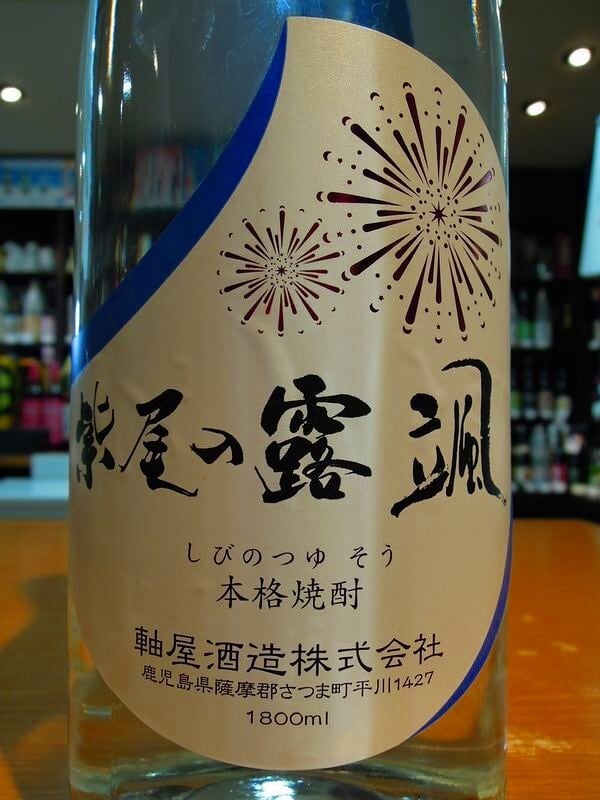 紫尾の露 颯
しびのつゆ そう
本格焼酎
軸屋酒造株式会社
鹿児島県薩摩郡さつま町平川1427
1800ml